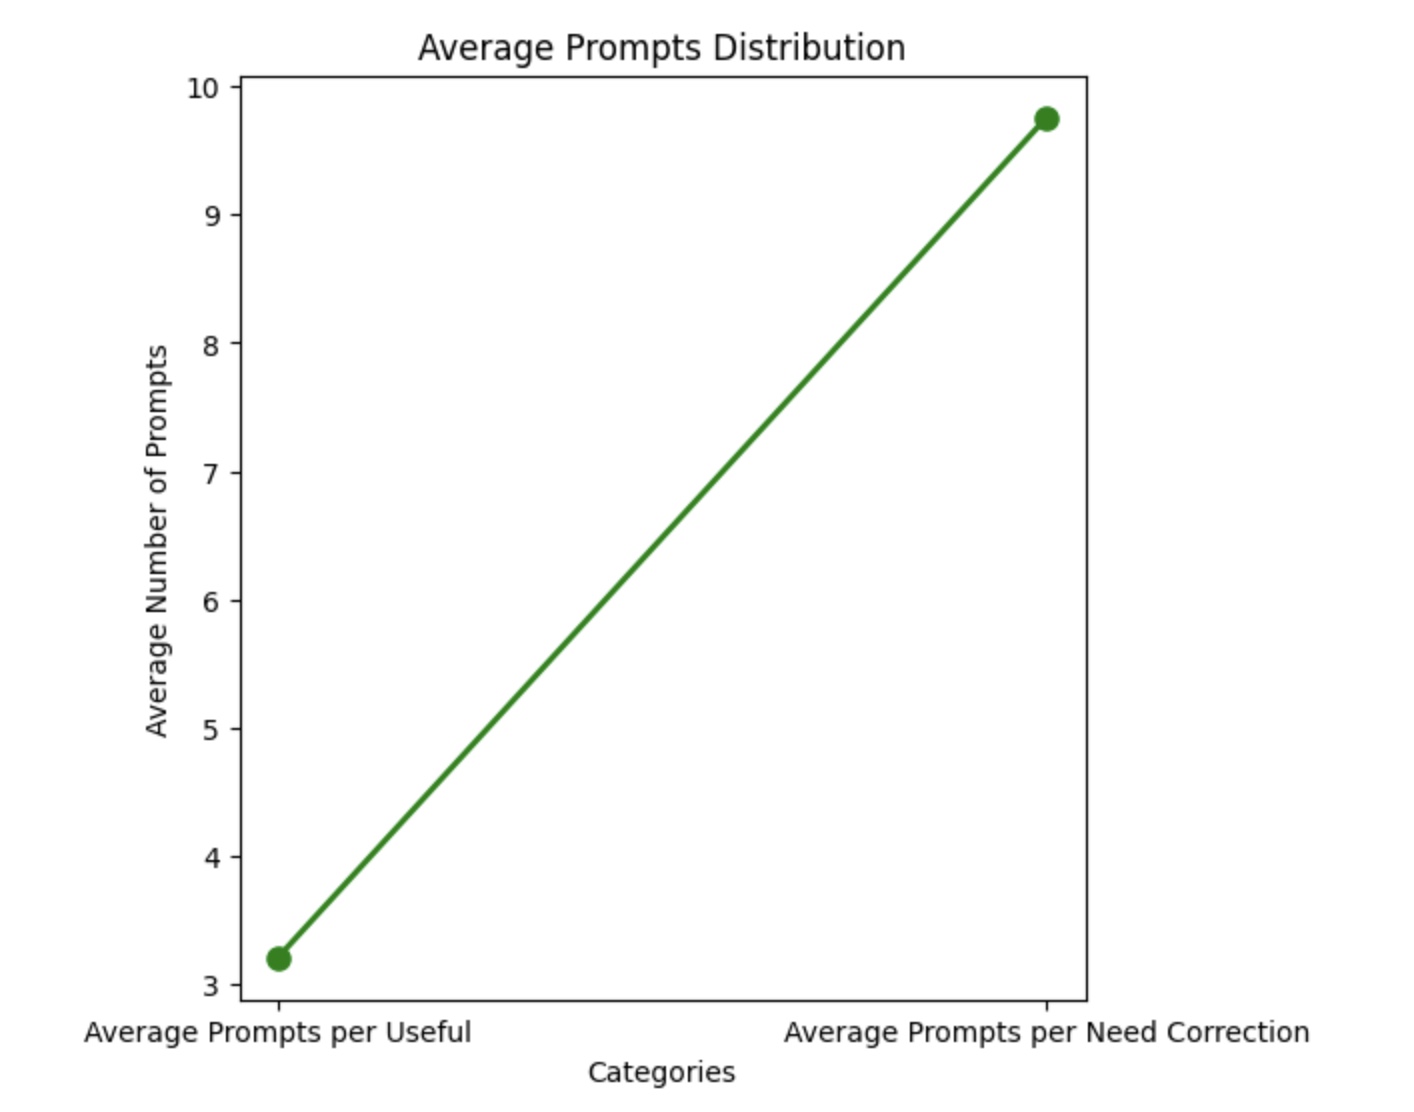 Average Prompts Distribution
10
9
8
7
6
5
4
3
Average Number of Prompts
Average Prompts per Useful
Average Prompts per Need Correction
Categories